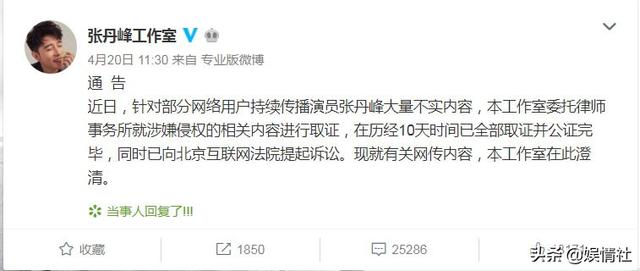 张丹峰工作室
4月20日 11:30 来自 专业版微博
通 告
近日，针对部分网络用户持续传播演员张丹峰大量不实内容，本工作室委托律师
事务所就涉嫌侵权的相关内容进行取证，在历经10天时间已全部取证并公证完
毕，同时已向北京互联网法院提起诉讼。现就有关网传内容，本工作室在此澄
清。
当事人回复了!!!
收藏 1850 25286
头条 @娱情社